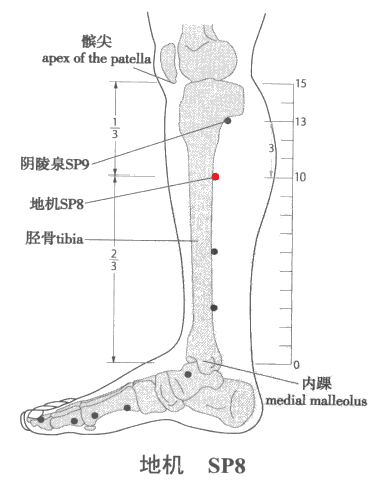 髌尖
apex of the patella
15
13
1/3
3
阴陵泉SP9
10
地机SP8
胫骨tibia
2/3
0
内踝
medial malleolus
地机 SP8